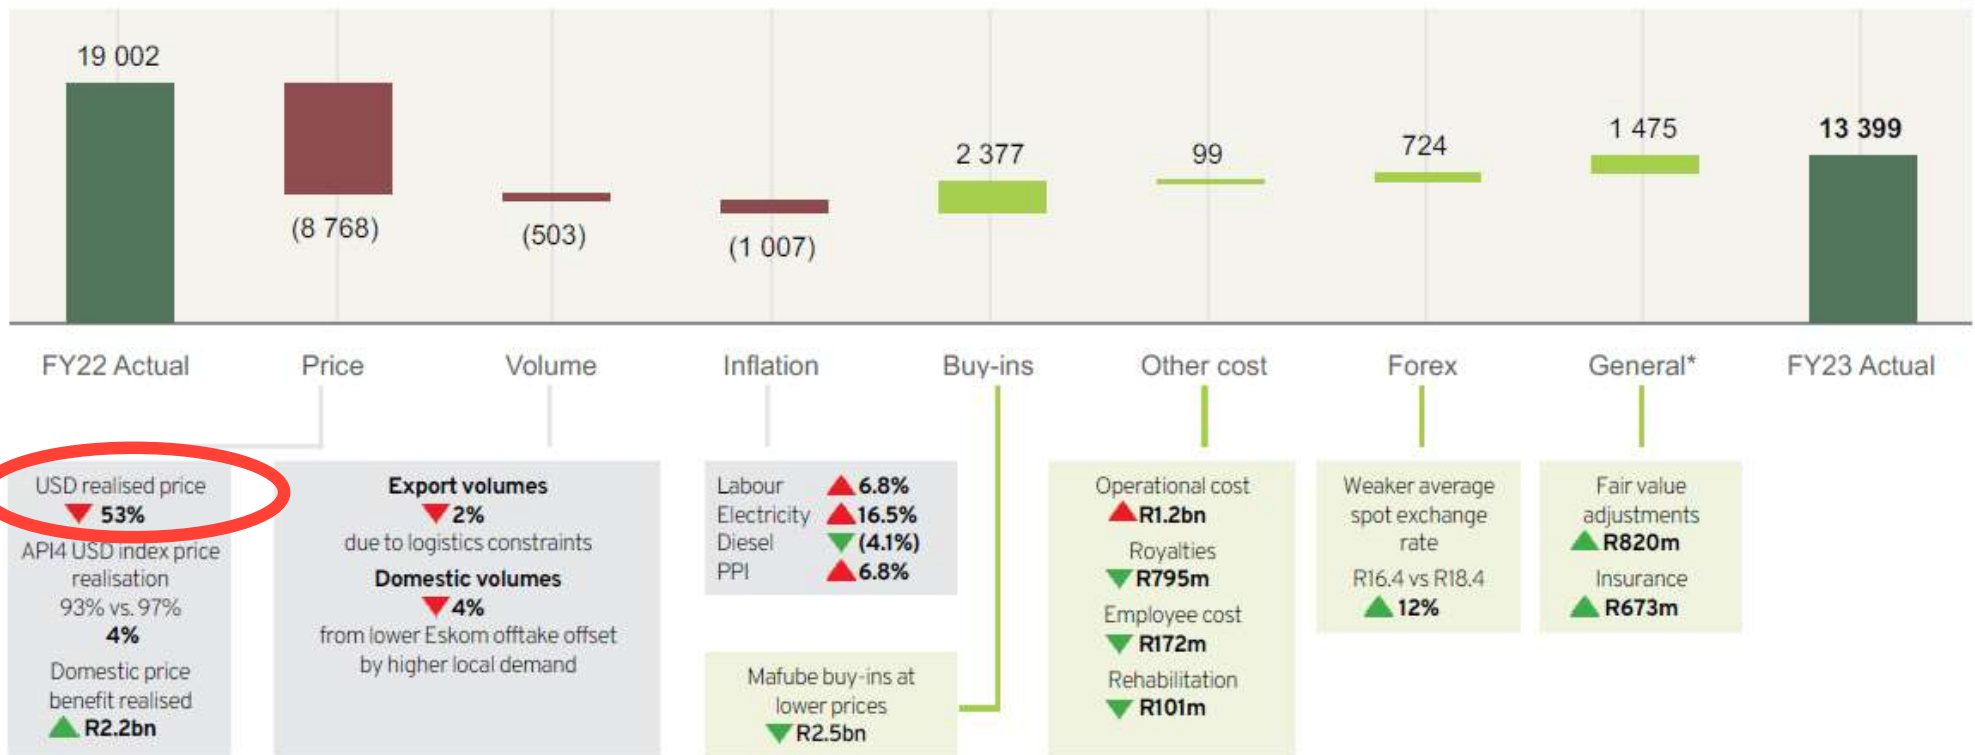 19 002
(8 768)
(503)
(1 007)
2 377
99
724
1 475
13 399
FY22 Actual
Price
Volume
Inflation
Buy-ins
Other cost
Forex
General*
FY23 Actual
USD realised price
53%
API4 USD index price
realisation
93% vs. 97%
4%
Domestic price
benefit realised
R2.2bn
Export volumes
2%
due to logistics constraints
Domestic volumes
4%
from lower Eskom offtake offset
by higher local demand
Labour 6.8%
Electricity 16.5%
Diesel (4.1%)
PPI 6.8%
Mafube buy-ins at
lower prices
R2.5bn
Operational cost
R1.2bn
Royalties
R795m
Employee cost
R172m
Rehabilitation
R101m
Weaker average
spot exchange
rate
R16.4 vs R18.4
12%
Fair value
adjustments
R820m
Insurance
R673m